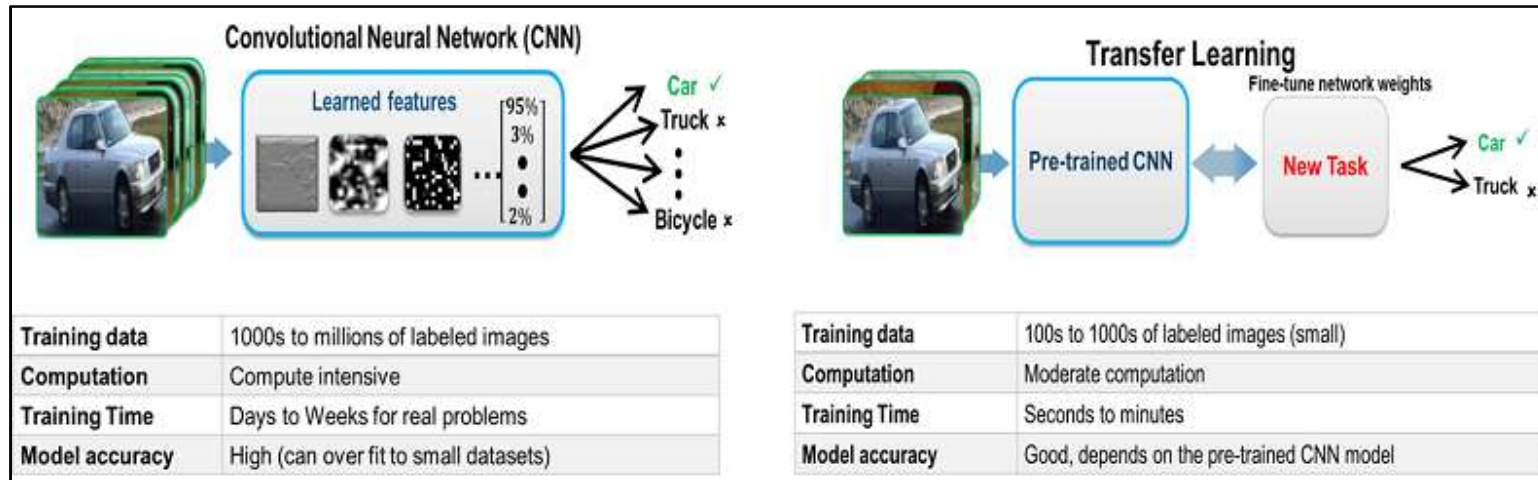 Convolutional Neural Network (CNN)
Learned features
95%
3%
2%
Car ✓
Truck ×
Bicycle ×
Training data 1000s to millions of labeled images
Computation Compute intensive
Training Time Days to Weeks for real problems
Model accuracy High (can over fit to small datasets)
Transfer Learning
Fine-tune network weights
Pre-trained CNN
New Task
Car ✓
Truck ×
Training data 100s to 1000s of labeled images (small)
Computation Moderate computation
Training Time Seconds to minutes
Model accuracy Good, depends on the pre-trained CNN model